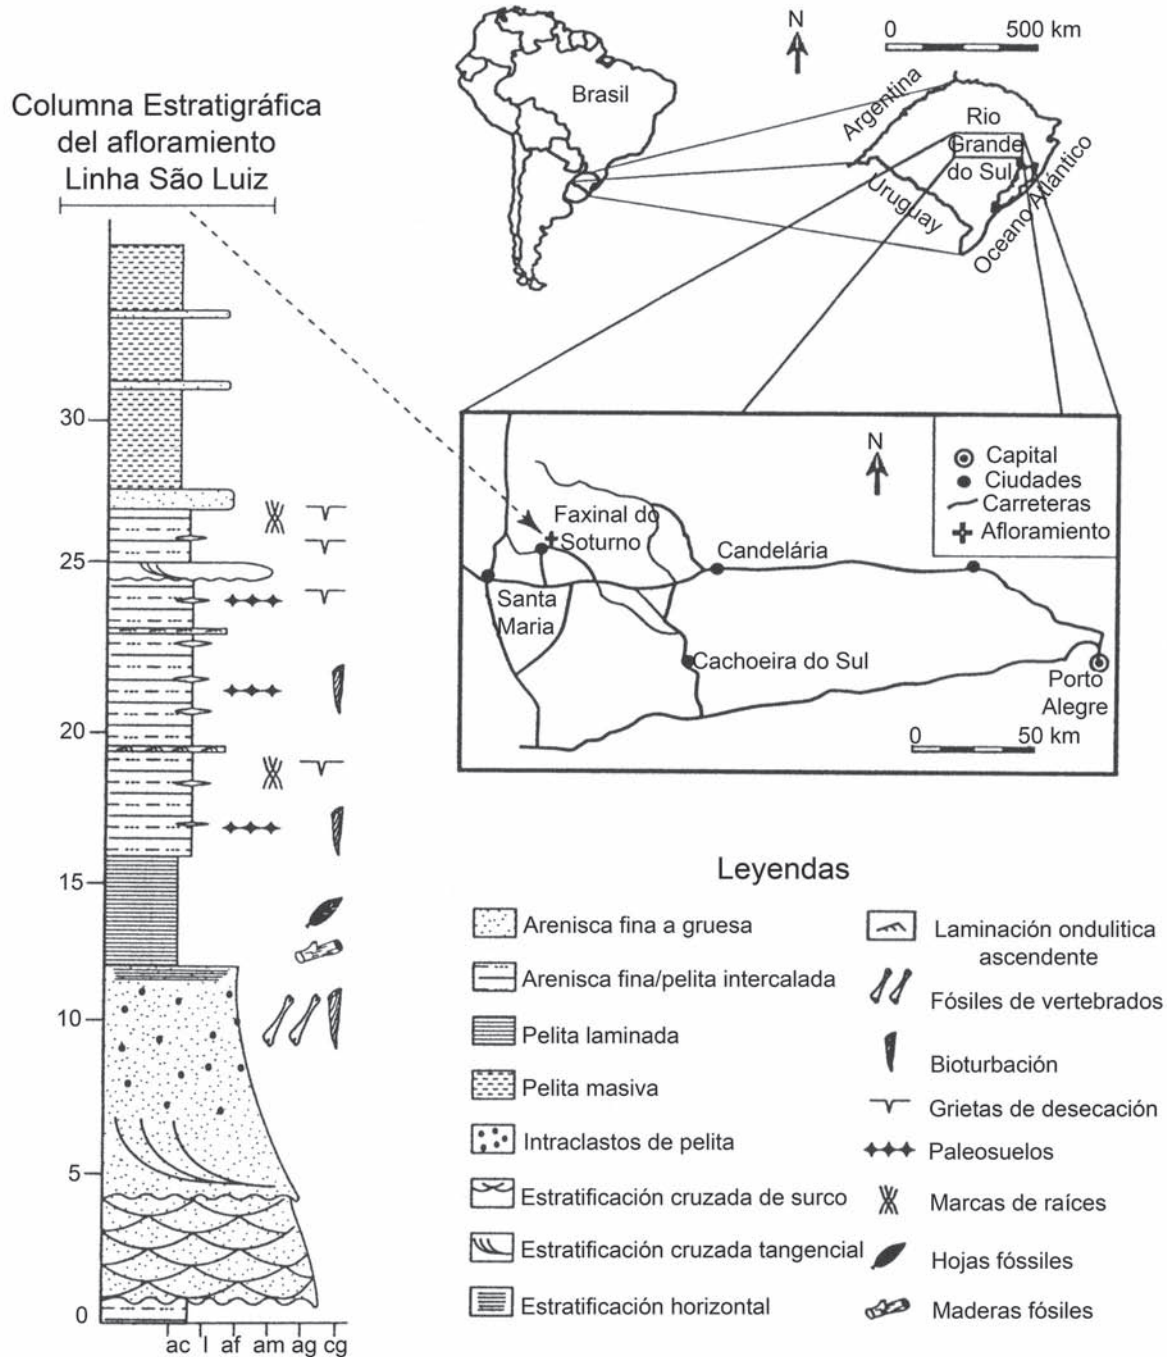 Columna Estratigráfica
del afloramiento
Linha São Luiz
30
25
20
15
10
5
0
ac l af am ag cg
N
0 500 km
Brasil
Argentina
Rio
Grande
do Sul
Uruguay
Oceano Atlántico
N
Capital
Ciudades
Carreteras
Afloramiento
Faxinal do
Soturno
Candelária
Santa
Maria
Cachoeira do Sul
Porto
Alegre
0 50 km
Leyendas
Arenisca fina a gruesa
Arenisca fina/pelita intercalada
Pelita laminada
Pelita masiva
Intraclastos de pelita
Estratificación cruzada de surco
Estratificación cruzada tangencial
Estratificación horizontal
Laminación ondulitica
ascendente
Fósiles de vertebrados
Bioturbación
Grietas de desecación
Paleosuelos
Marcas de raíces
Hojas fóssiles
Maderas fósiles